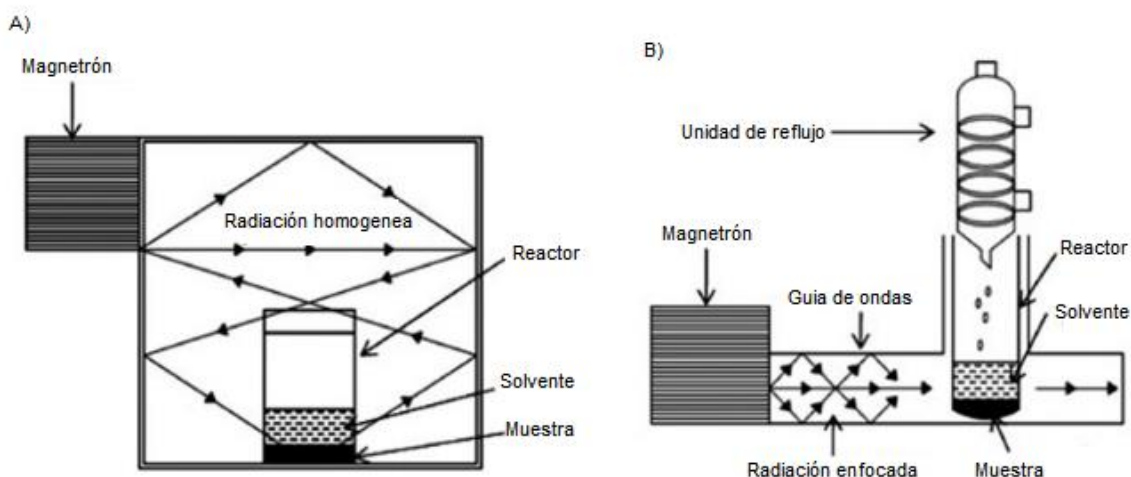 A)
Magnetrón
Radiación homogenea
Reactor
Solvente
Muestra
B)
Unidad de reflujo
Magnetrón
Guia de ondas
Reactor
Solvente
Radiación enfocada
Muestra